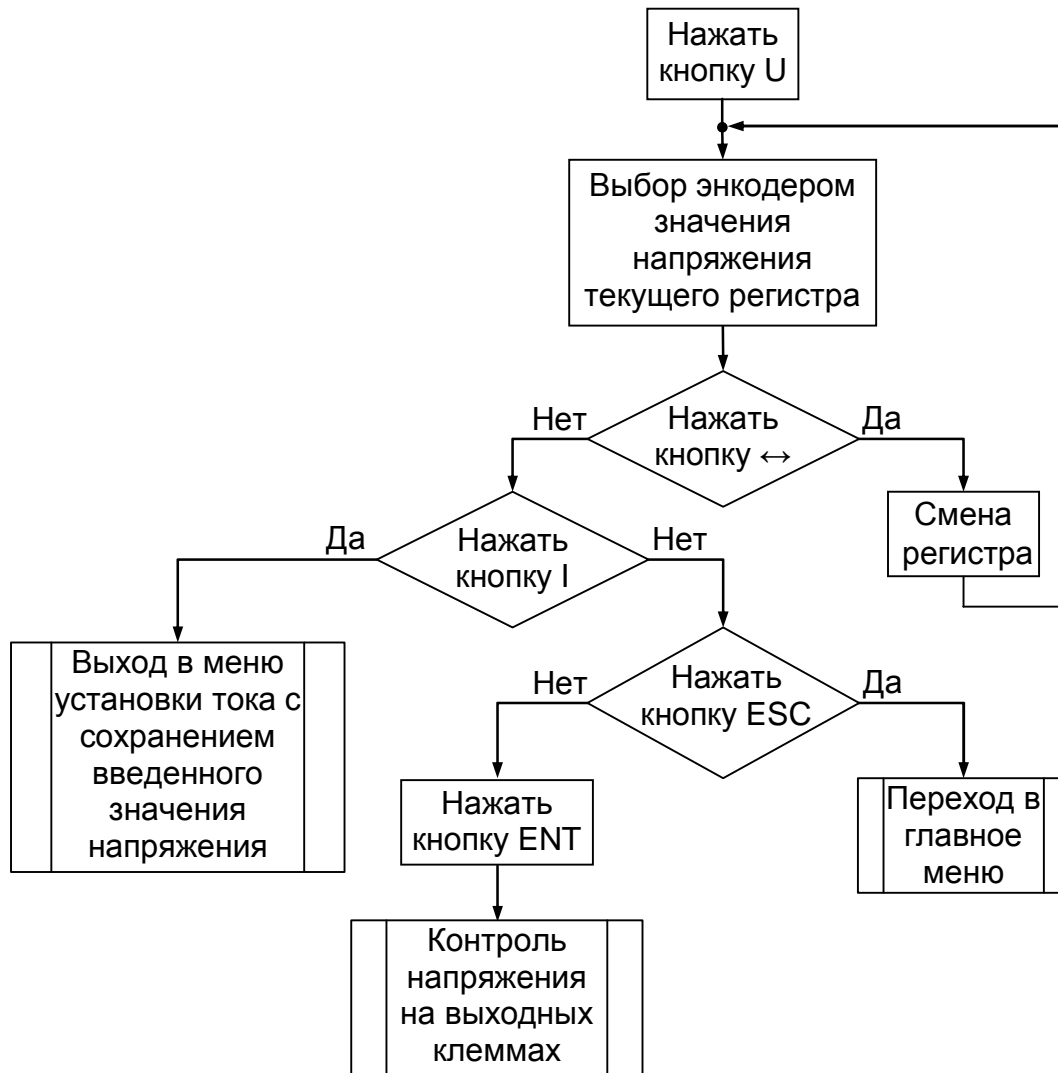 Нажать
кнопку U
Выбор энкодером
значения
напряжения
текущего регистра
Нет
Нажать
кнопку ↔
Да
Смена
регистра
Да
Нажать
кнопку I
Нет
Выход в меню
установки тока с
сохранением
введенного
значения
напряжения
Нет
Нажать
кнопку ESC
Да
Нажать
кнопку ENT
Переход в
главное
меню
Контроль
напряжения
на выходных
клеммах